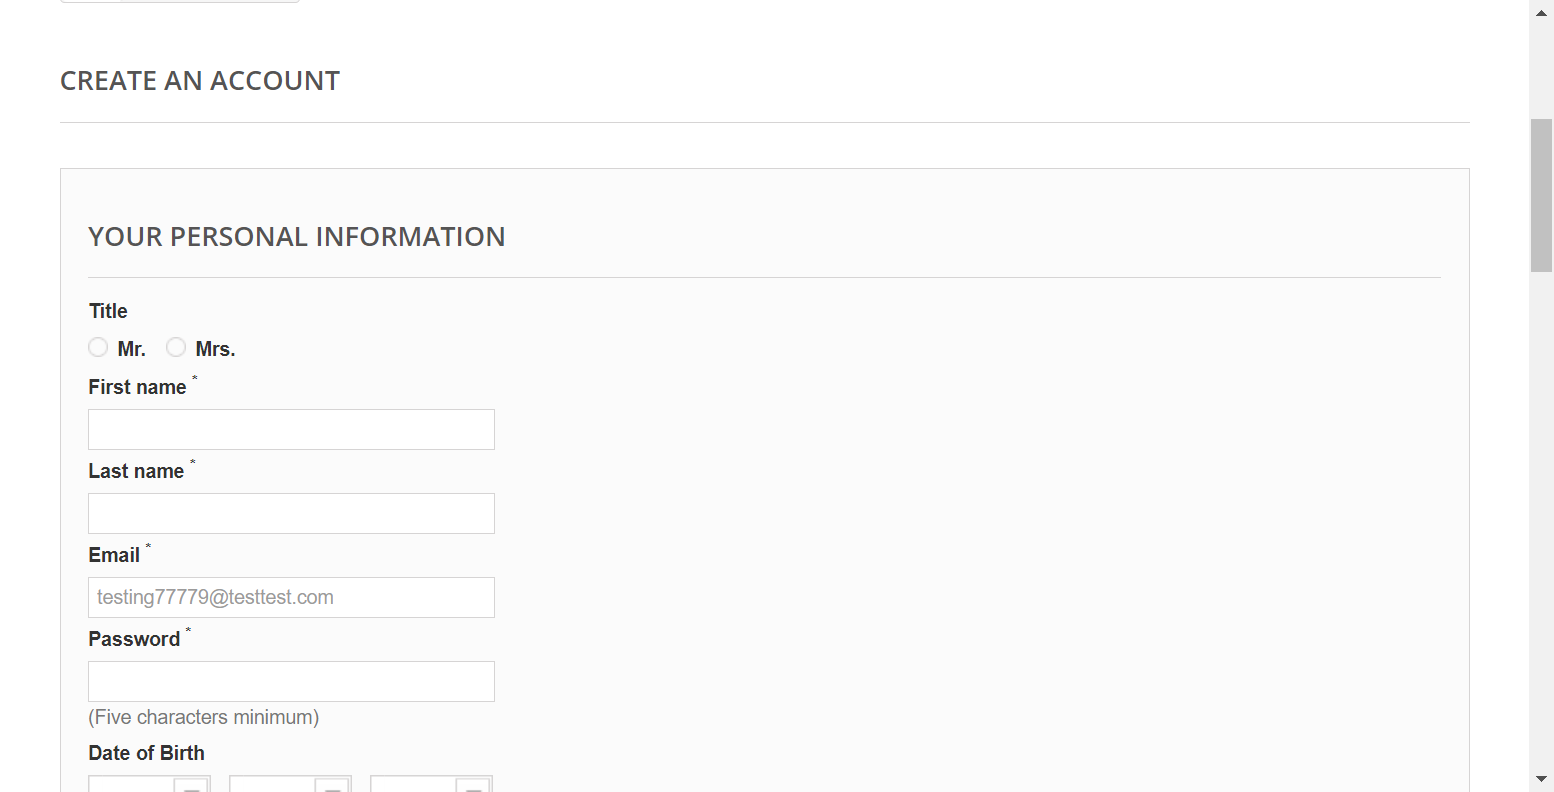 CREATE AN ACCOUNT
YOUR PERSONAL INFORMATION
Title
Mr. Mrs.
First name *
Last name *
Email *
testing77779@testtest.com
Password *
(Five characters minimum)
Date of Birth